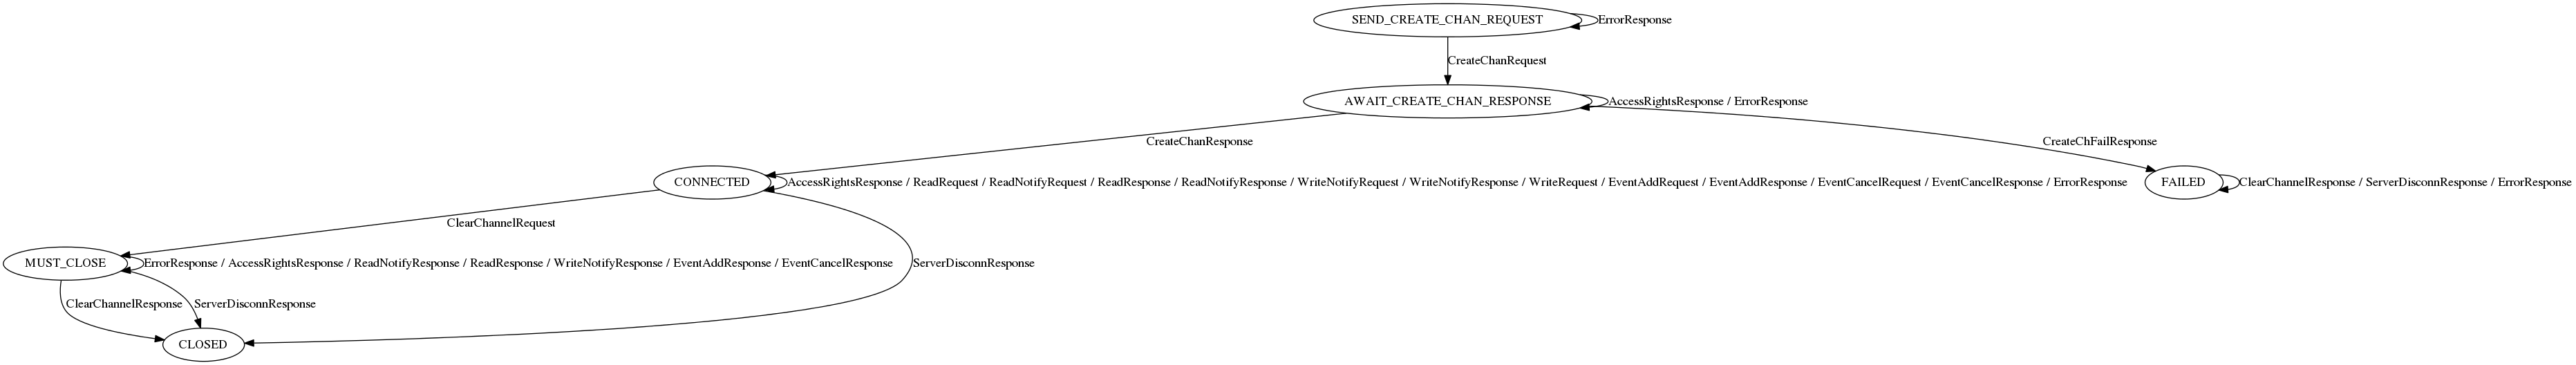 SEND_CREATE_CHAN_REQUEST
ErrorResponse
CreateChanRequest
AWAIT_CREATE_CHAN_RESPONSE
AccessRightsResponse / ErrorResponse
CreateChanResponse
CreateChFailResponse
CONNECTED
AccessRightsResponse / ReadRequest / ReadNotifyRequest / ReadResponse / ReadNotifyResponse / WriteNotifyRequest / WriteNotifyResponse / WriteRequest / EventAddRequest / EventAddResponse / EventCancelRequest / EventCancelResponse / ErrorResponse
FAILED
ClearChannelResponse / ServerDisconnResponse / ErrorResponse
ClearChannelRequest
MUST_CLOSE
ErrorResponse / AccessRightsResponse / ReadNotifyResponse / ReadResponse / WriteNotifyResponse / EventAddResponse / EventCancelResponse
ServerDisconnResponse
ClearChannelResponse
ServerDisconnResponse
CLOSED